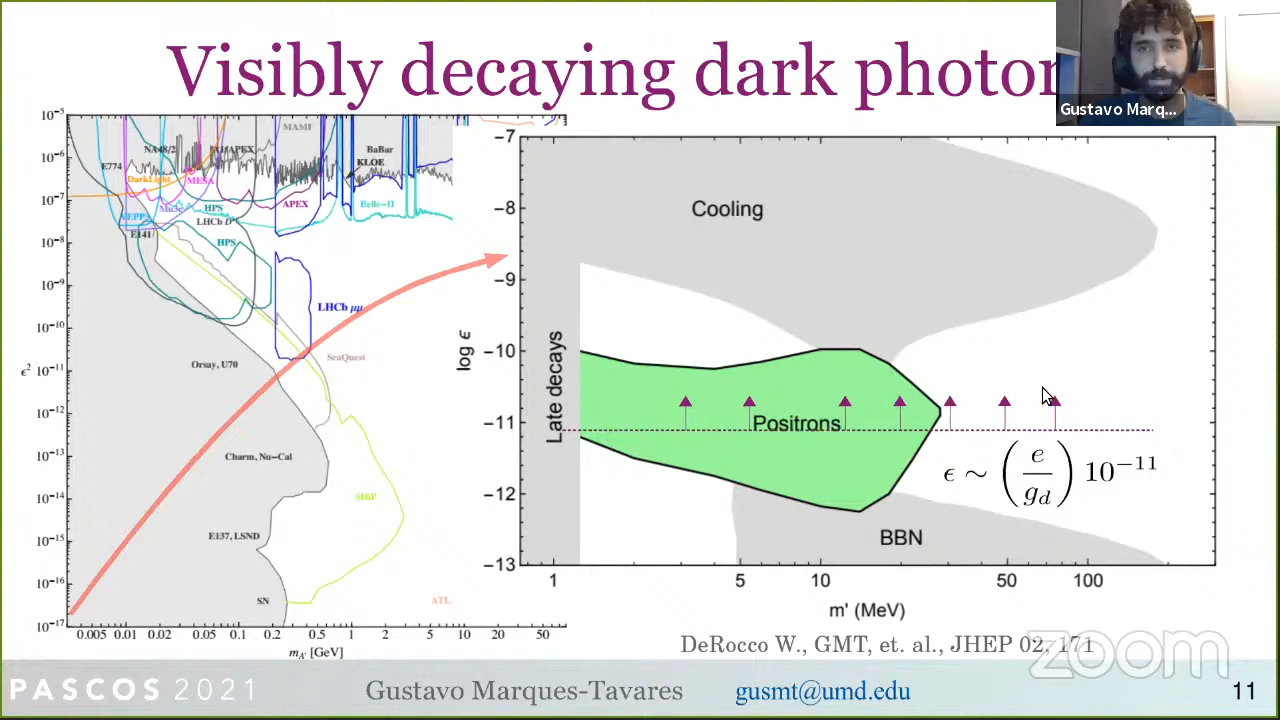 Visibly decaying dark photon
Gustavo Marq...
10⁻⁵
10⁻⁶
10⁻⁷
10⁻⁸
10⁻⁹
10⁻¹⁰
ϵ² 10⁻¹¹
10⁻¹²
10⁻¹³
10⁻¹⁴
10⁻¹⁵
10⁻¹⁶
10⁻¹⁷
MAMI
NA48/2
BaBar
KLOE
E774
DarkLight
MESA
APEX
Belle-II
HPS
LHCb D*
E141
HPS
LHCb μμ
SeaQuest
Orsay, U70
Charm, Nu-Cal
SHiP
E137, LSND
SN
ATL
0.005 0.01 0.02 0.05 0.1 0.2 0.5 1 2 5 10 20 50
m_A' [GeV]
log ϵ
-7
-8
-9
-10
-11
-12
-13
Cooling
Late decays
Positrons
BBN
ϵ ~ (e/g_d) 10⁻¹¹
1 5 10 50 100
m' (MeV)
DeRocco W., GMT, et. al., JHEP 02, 171
zoom
PASCOS 2021 Gustavo Marques-Tavares gusmt@umd.edu 11